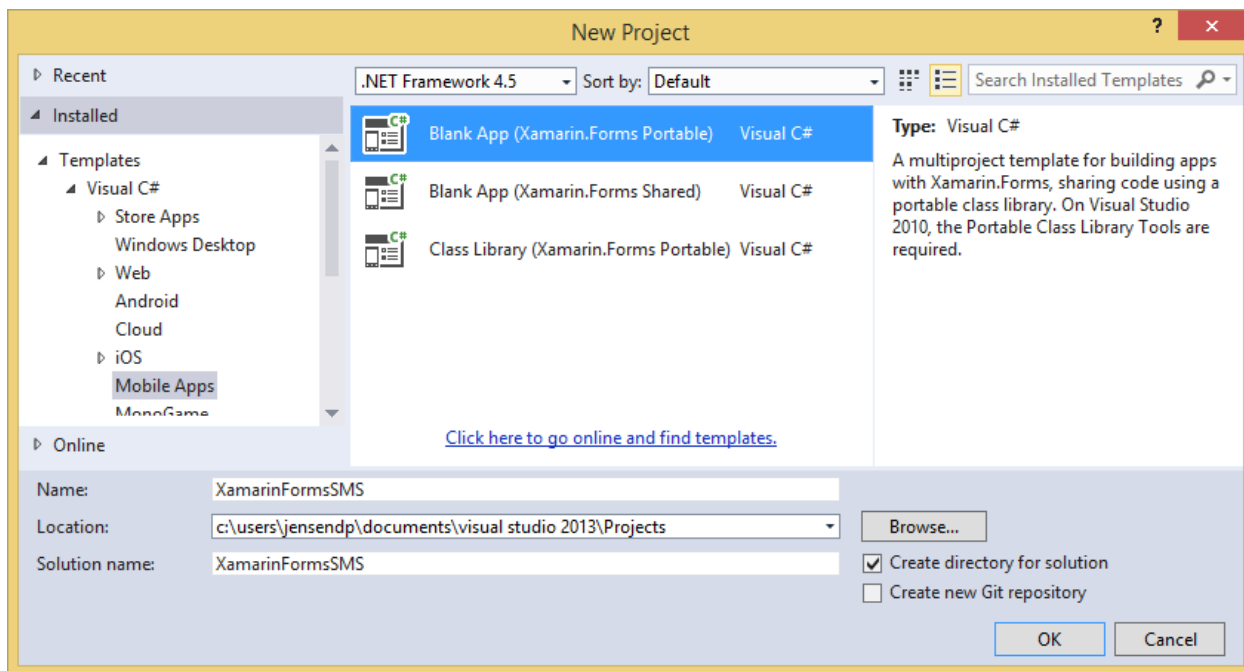 New Project
?
Recent
.NET Framework 4.5
Sort by:
Default
Search Installed Templates
Installed
Templates
Visual C#
Store Apps
Windows Desktop
Web
Android
Cloud
iOS
Mobile Apps
MonoGame
Online
C# Blank App (Xamarin.Forms Portable) Visual C#
C# Blank App (Xamarin.Forms Shared) Visual C#
C# Class Library (Xamarin.Forms Portable) Visual C#
Click here to go online and find templates.
Type: Visual C#
A multiproject template for building apps
with Xamarin.Forms, sharing code using a
portable class library. On Visual Studio
2010, the Portable Class Library Tools are
required.
Name: XamarinFormsSMS
Location: c:\users\jensendp\documents\visual studio 2013\Projects
Browse...
Solution name: XamarinFormsSMS
Create directory for solution
Create new Git repository
OK
Cancel